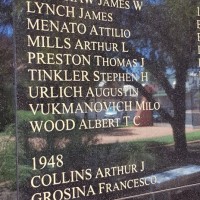 JAMES W
LYNCH JAMES
MENATO ATTILIO
MILLS ARTHUR L
PRESTON THOMAS J
TINKLER STEPHEN H
URLICH AUGUSTIN
VUKMANOVICH MILO
WOOD ALBERT T C
1948
COLLINS ARTHUR J
GROSINA FRANCESCO